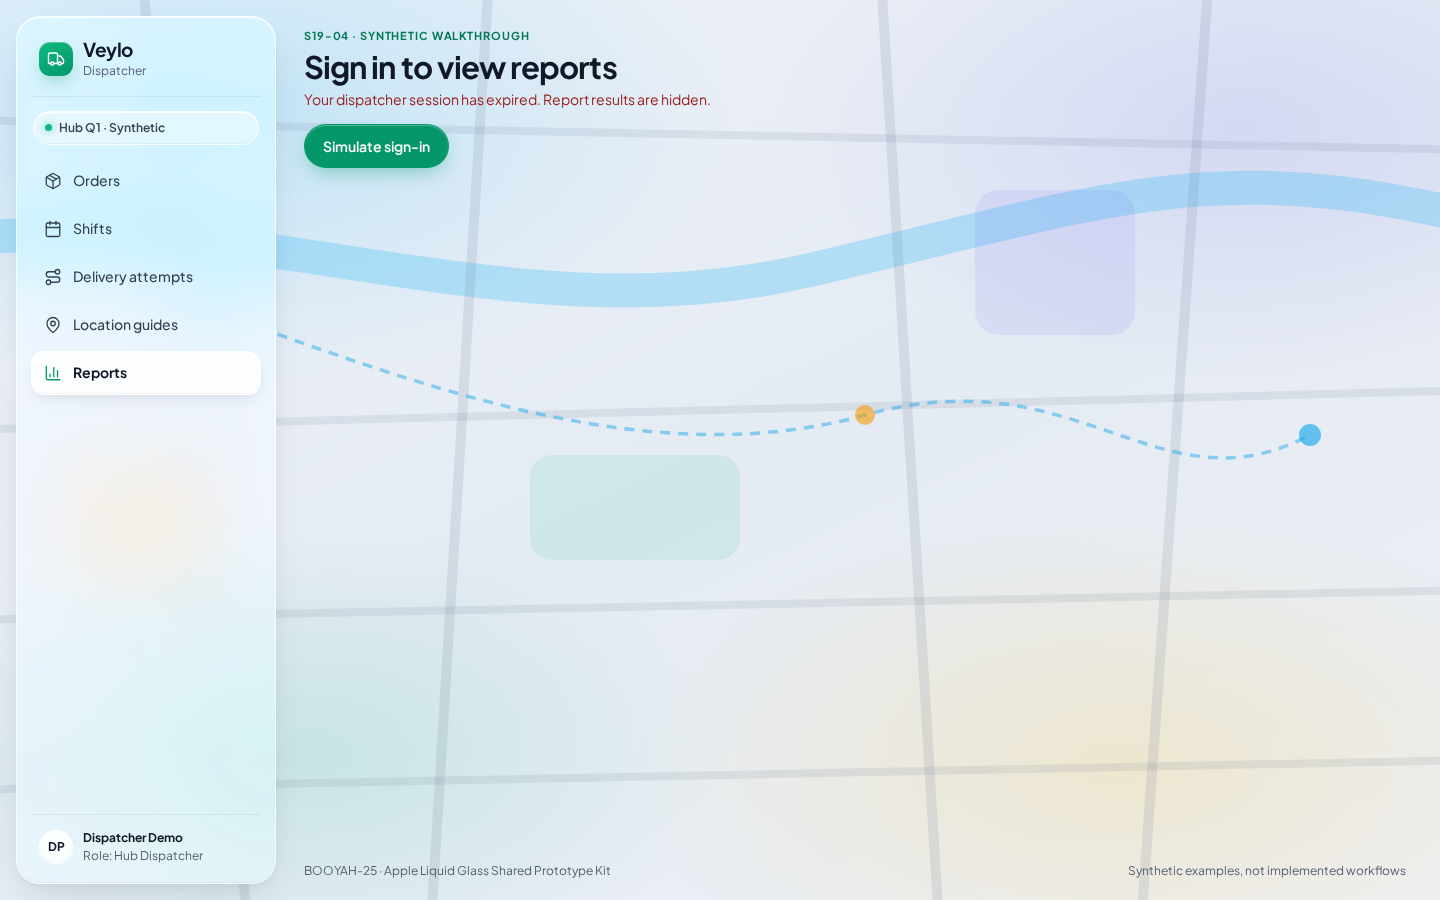 Veylo
Dispatcher
Hub Q1 · Synthetic
Orders
Shifts
Delivery attempts
Location guides
Reports
DP
Dispatcher Demo
Role: Hub Dispatcher
S19-04 · SYNTHETIC WALKTHROUGH
Sign in to view reports
Your dispatcher session has expired. Report results are hidden.
Simulate sign-in
BOOYAH-25 · Apple Liquid Glass Shared Prototype Kit
Synthetic examples, not implemented workflows